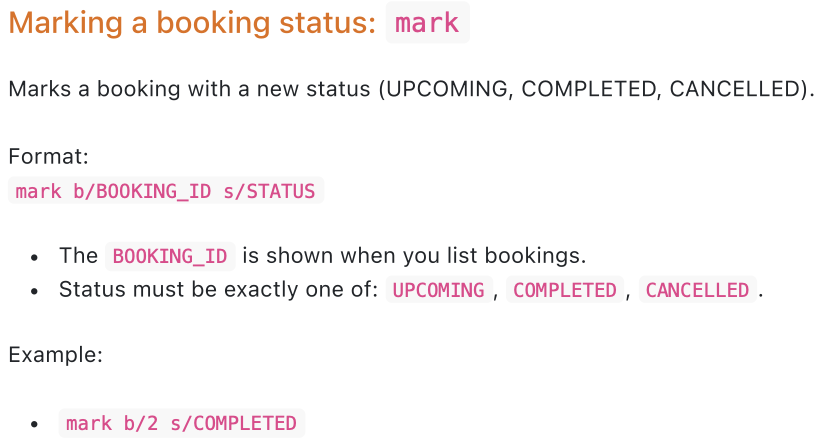 Marking a booking status: mark
Marks a booking with a new status (UPCOMING, COMPLETED, CANCELLED).
Format:
mark b/BOOKING_ID s/STATUS
• The BOOKING_ID is shown when you list bookings.
• Status must be exactly one of: UPCOMING, COMPLETED, CANCELLED.
Example:
• mark b/2 s/COMPLETED